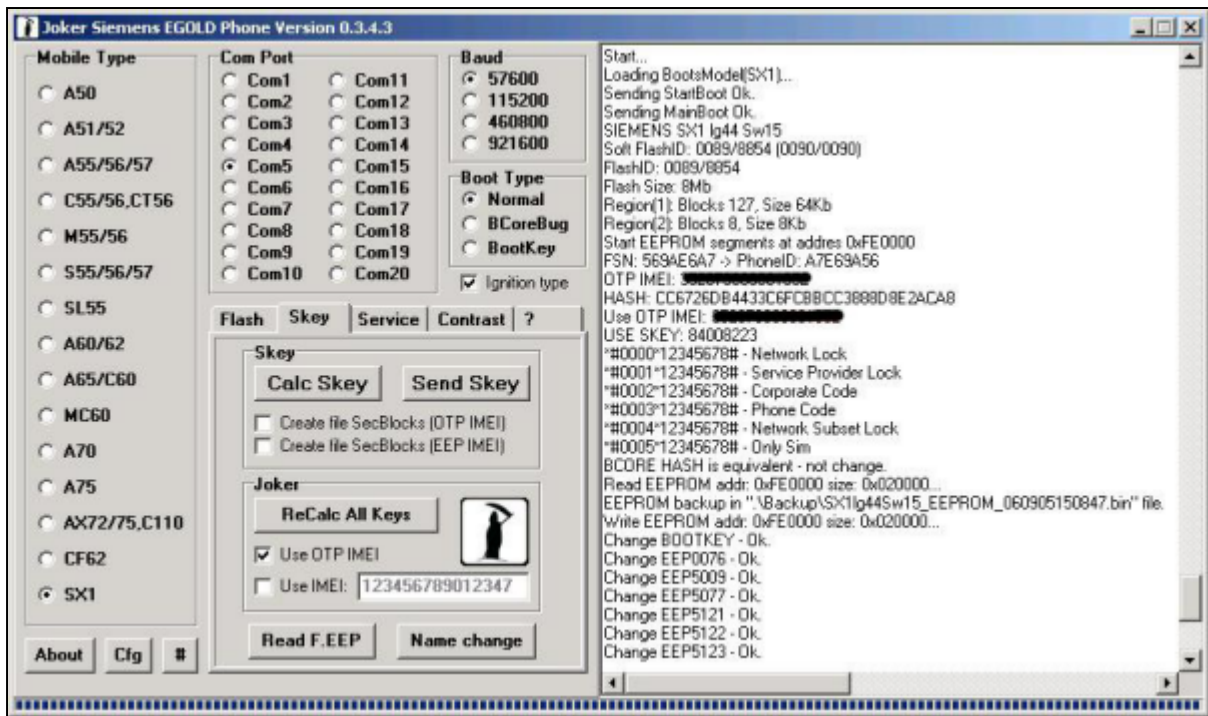 Joker Siemens EGOLD Phone Version 0.3.4.3
Mobile Type
A50
A51/52
A55/56/57
C55/56,CT56
M55/56
S55/56/57
SL55
A60/62
A65/C60
MC60
A70
A75
AX72/75,C110
CF62
SX1
About Cfg #
Com Port
Com1 Com11
Com2 Com12
Com3 Com13
Com4 Com14
Com5 Com15
Com6 Com16
Com7 Com17
Com8 Com18
Com9 Com19
Com10 Com20
Baud
57600
115200
460800
921600
Boot Type
Normal
BCoreBug
BootKey
Ignition type
Flash Skey Service Contrast ?
Skey
Calc Skey Send Skey
Create file SecBlocks (OTP IMEI)
Create file SecBlocks (EEP IMEI)
Joker
ReCalc All Keys
Use OTP IMEI
Use IMEI: 123456789012347
Read F.EEP Name change
Start...
Loading BootsModel(SX1)...
Sending StartBoot Ok.
Sending MainBoot Ok.
SIEMENS SX1 lg44 Sw15
Soft FlashID: 0089/8854 (0090/0090)
FlashID: 0089/8854
Flash Size: 8Mb
Region(1): Blocks 127, Size 64Kb
Region(2): Blocks 8, Size 8Kb
Start EEPROM segments at addres 0xFE0000
FSN: 569AE6A7 -> PhoneID: A7E69A56
OTP IMEI:
HASH: CC6726DB4433C6FCBBCC3888D8E2ACA8
Use OTP IMEI:
USE SKEY: 84008223
*#0000*12345678# - Network Lock
*#0001*12345678# - Service Provider Lock
*#0002*12345678# - Corporate Code
*#0003*12345678# - Phone Code
*#0004*12345678# - Network Subset Lock
*#0005*12345678# - Only Sim
BCORE HASH is equivalent - not change.
Read EEPROM addr: 0xFE0000 size: 0x020000...
EEPROM backup in ".\Backup\SX1lg44Sw15_EEPROM_060905150847.bin" file.
Write EEPROM addr: 0xFE0000 size: 0x020000...
Change BOOTKEY - Ok.
Change EEP0076 - Ok.
Change EEP5009 - Ok.
Change EEP5077 - Ok.
Change EEP5121 - Ok.
Change EEP5122 - Ok.
Change EEP5123 - Ok.